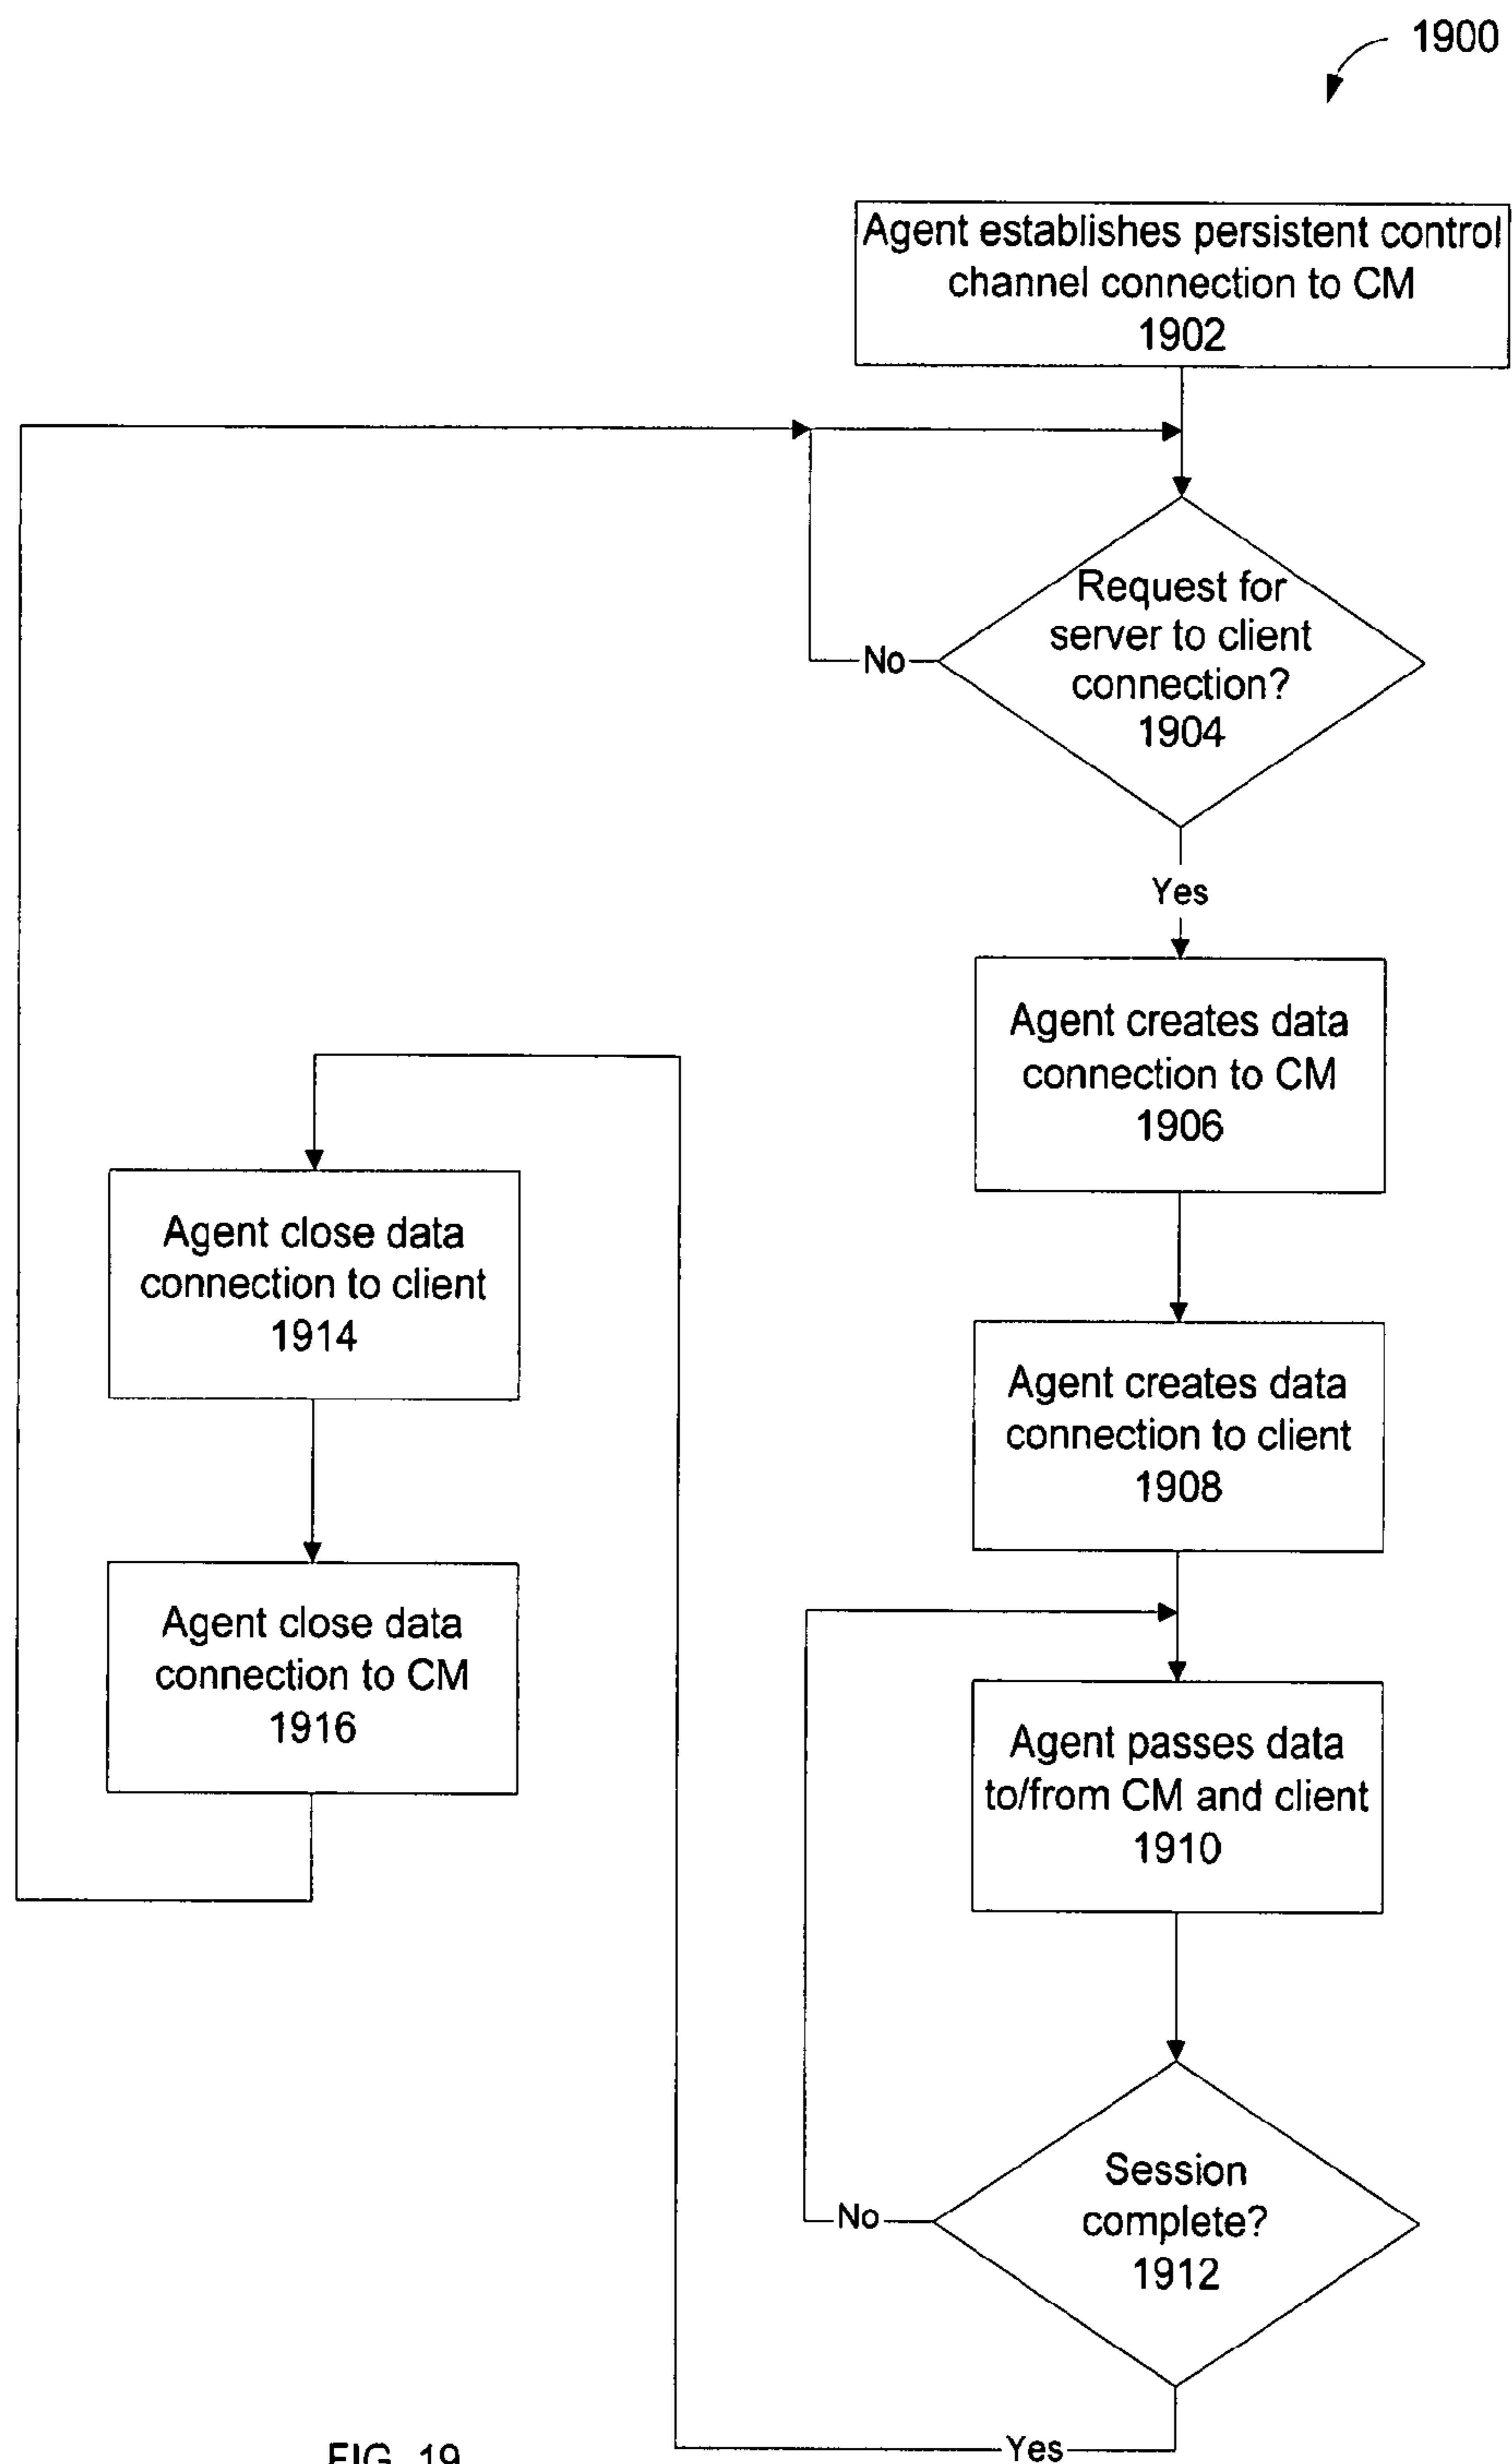 1900
Agent establishes persistent control
channel connection to CM
1902
Request for
server to client
connection?
1904
No
Yes
Agent creates data
connection to CM
1906
Agent creates data
connection to client
1908
Agent passes data
to/from CM and client
1910
Session
complete?
1912
No
Yes
Agent close data
connection to client
1914
Agent close data
connection to CM
1916
FIG. 19